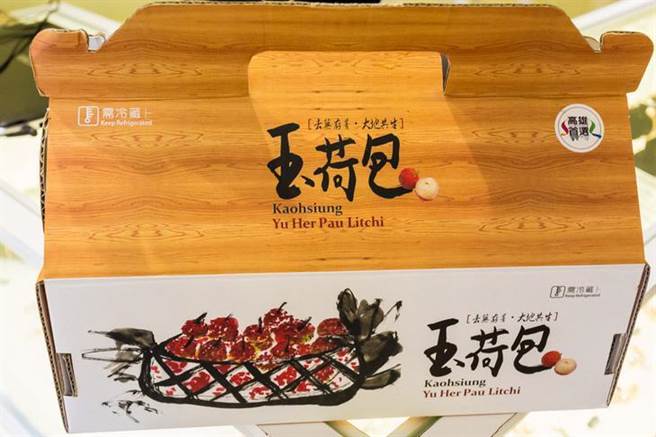 需冷藏
Keep Refrigerated
高雄
首選
[去蕪存菁・大地共生]
玉荷包
Kaohsiung
Yu Her Pau Litchi
需冷藏
Keep Refrigerated
[去蕪存菁・大地共生]
玉荷包
Kaohsiung
Yu Her Pau Litchi